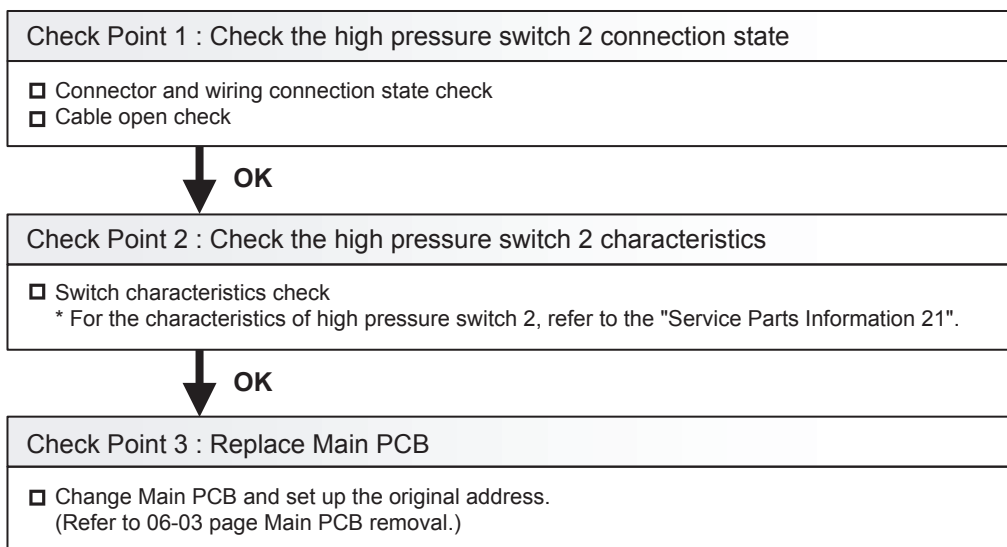 Check Point 1 : Check the high pressure switch 2 connection state
Connector and wiring connection state check
Cable open check
OK
Check Point 2 : Check the high pressure switch 2 characteristics
Switch characteristics check
* For the characteristics of high pressure switch 2, refer to the "Service Parts Information 21".
OK
Check Point 3 : Replace Main PCB
Change Main PCB and set up the original address.
(Refer to 06-03 page Main PCB removal.)